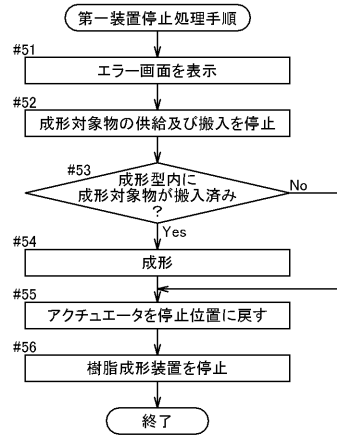 第一装置停止処理手順
#51
エラー画面を表示
#52
成形対象物の供給及び搬入を停止
#53
成形型内に
成形対象物が搬入済み
?
No
Yes
#54
成形
#55
アクチュエータを停止位置に戻す
#56
樹脂成形装置を停止
終了